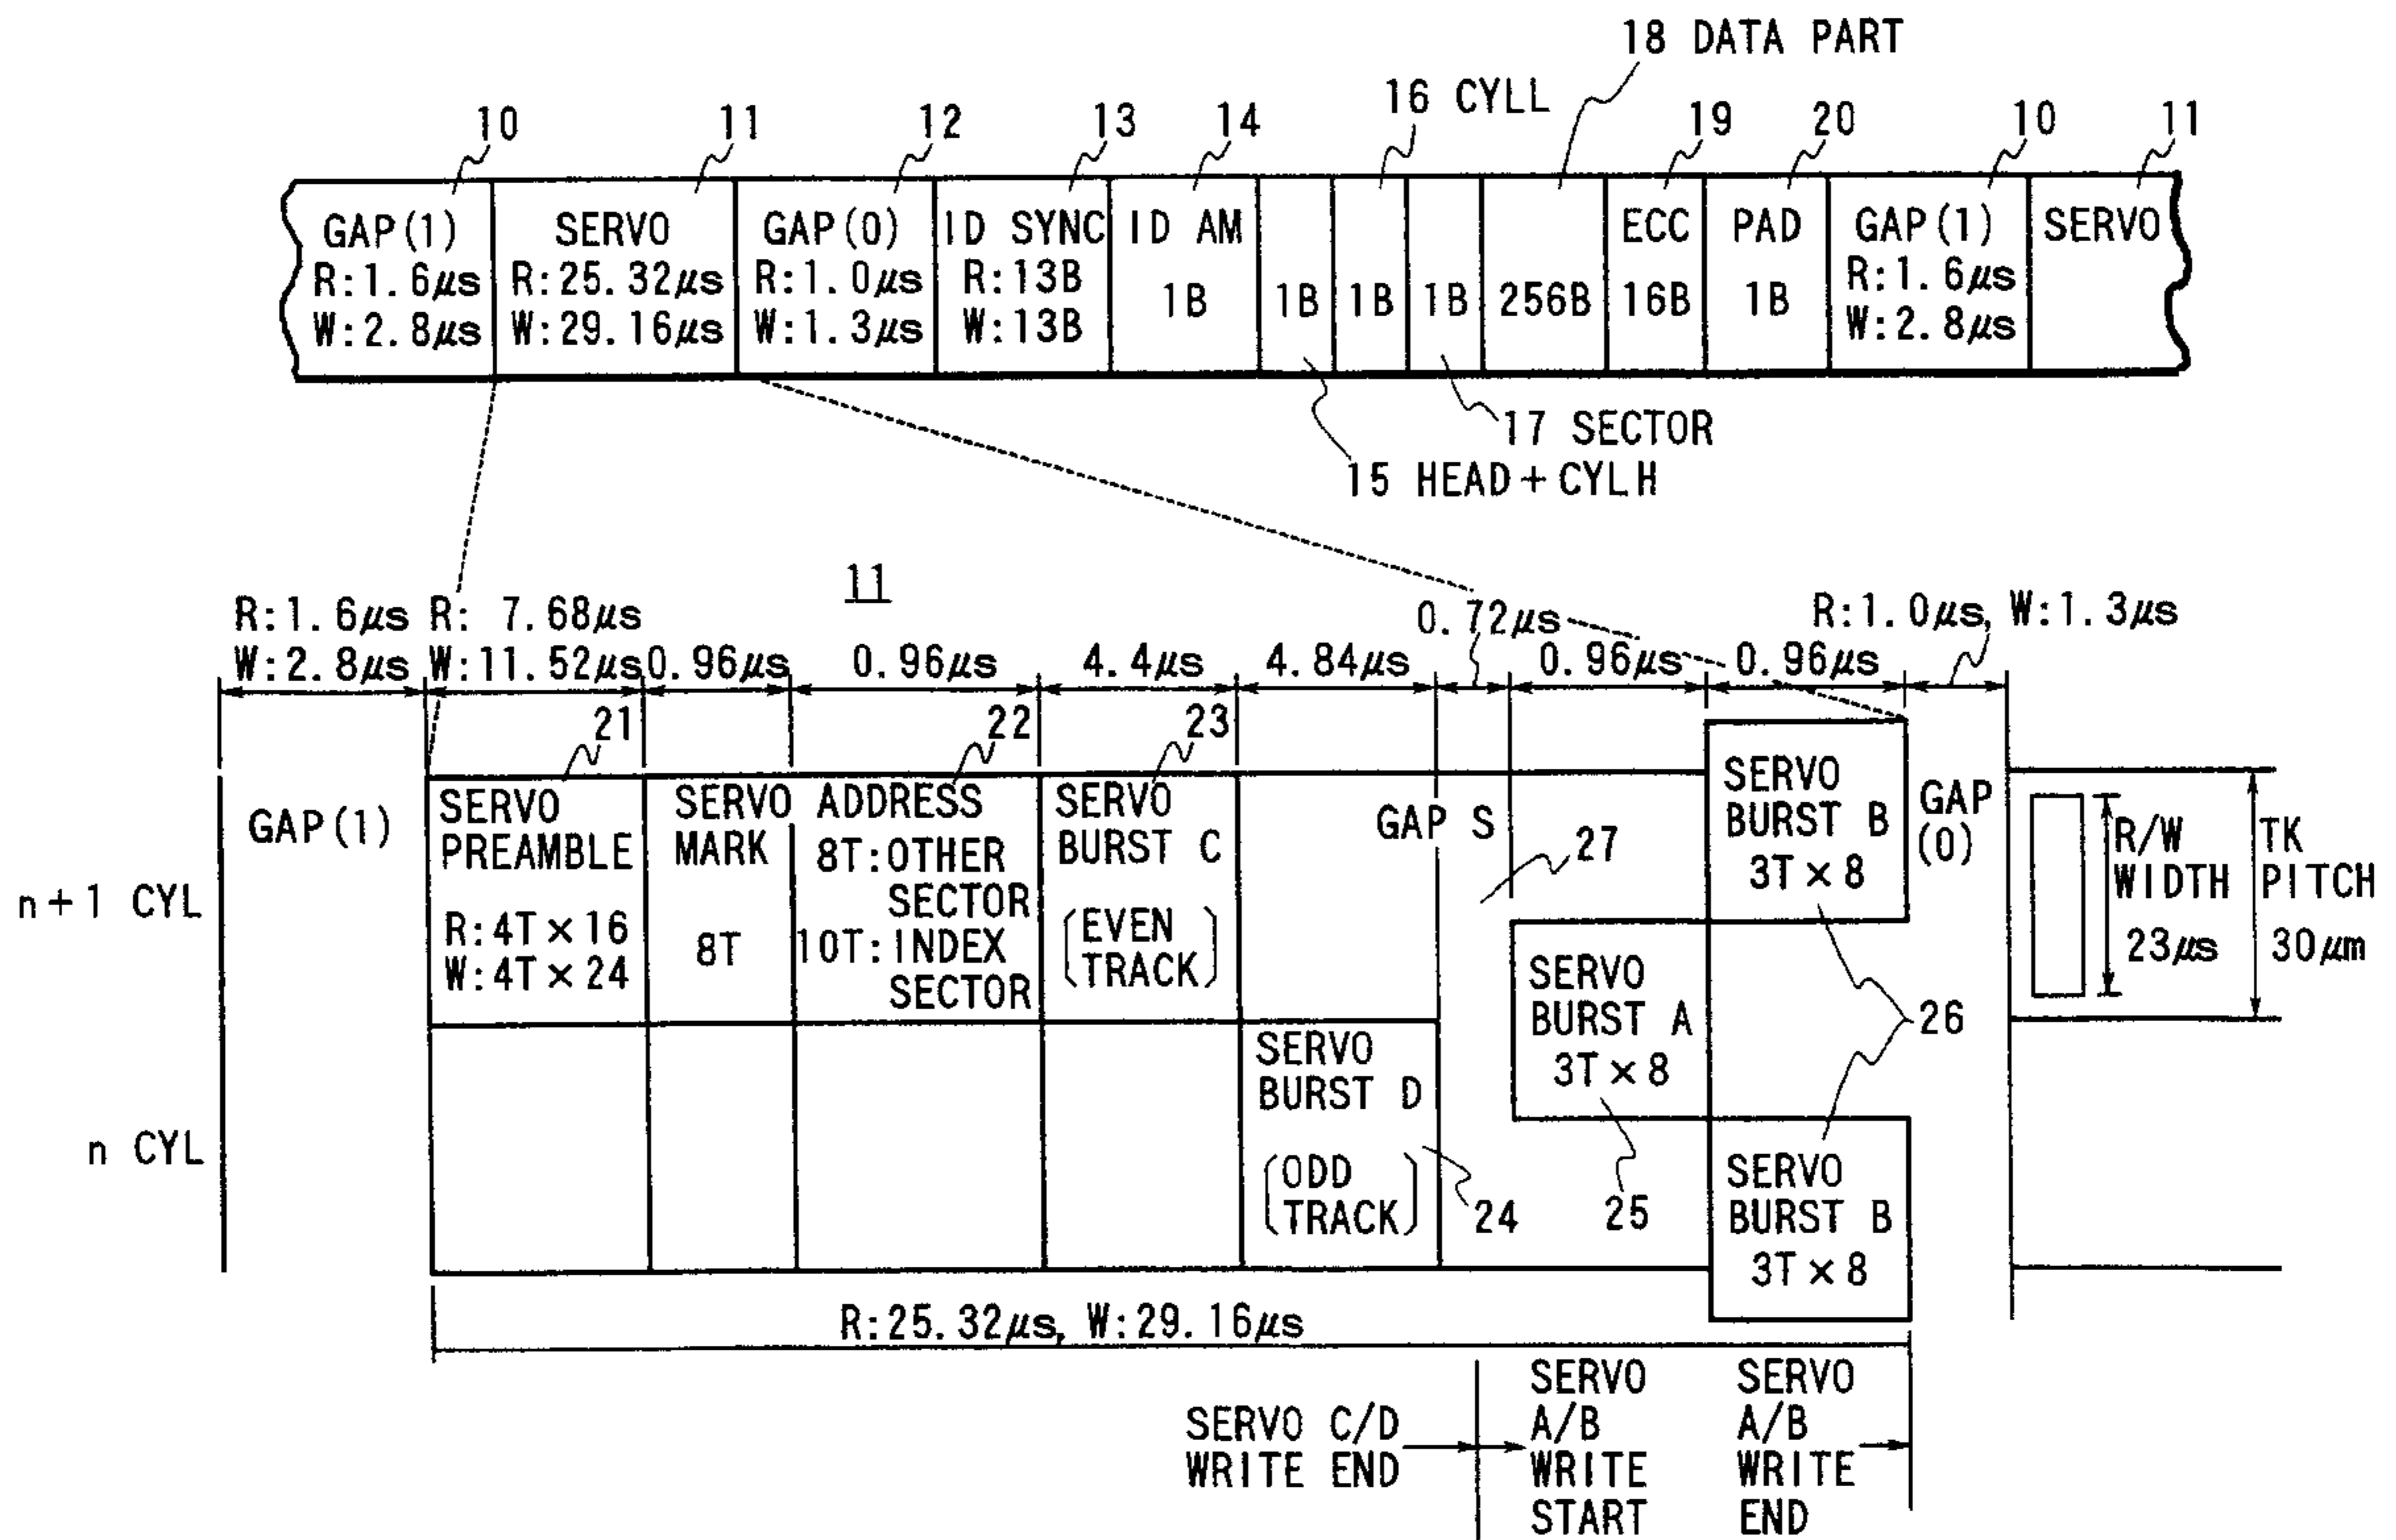 18 DATA PART
16 CYLL
10 11 12 13 14 19 20 10 11
GAP(1) SERVO GAP(0) ID SYNC ID AM ECC PAD GAP(1) SERVO
R:1.6μs R:25.32μs R:1.0μs R:13B 1B 1B 1B 1B 256B 16B 1B R:1.6μs
W:2.8μs W:29.16μs W:1.3μs W:13B W:2.8μs
17 SECTOR
15 HEAD+CYLH
11
R:1.6μs R: 7.68μs 0.72μs R:1.0μs, W:1.3μs
W:2.8μs W:11.52μs 0.96μs 0.96μs 4.4μs 4.84μs 0.96μs 0.96μs
21 22 23
GAP(1)
SERVO
PREAMBLE
R:4T×16
W:4T×24
SERVO
MARK
8T
ADDRESS
8T:OTHER
SECTOR
10T:INDEX
SECTOR
SERVO
BURST C
(EVEN
TRACK)
GAP S
27
SERVO
BURST B
3T×8
GAP
(0)
R/W
WIDTH
23μs
TK
PITCH
30μm
n+1 CYL
SERVO
BURST A
3T×8
25
26
SERVO
BURST D
(ODD
TRACK)
24
n CYL
SERVO
BURST B
3T×8
R:25.32μs, W:29.16μs
SERVO C/D
WRITE END
SERVO
A/B
WRITE
START
SERVO
A/B
WRITE
END